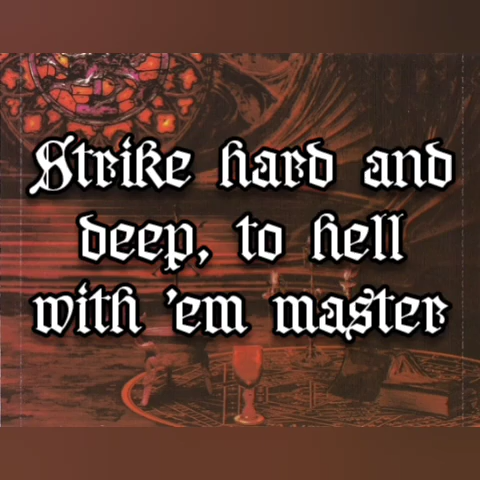 Strike hard and
deep, to hell
with 'em master